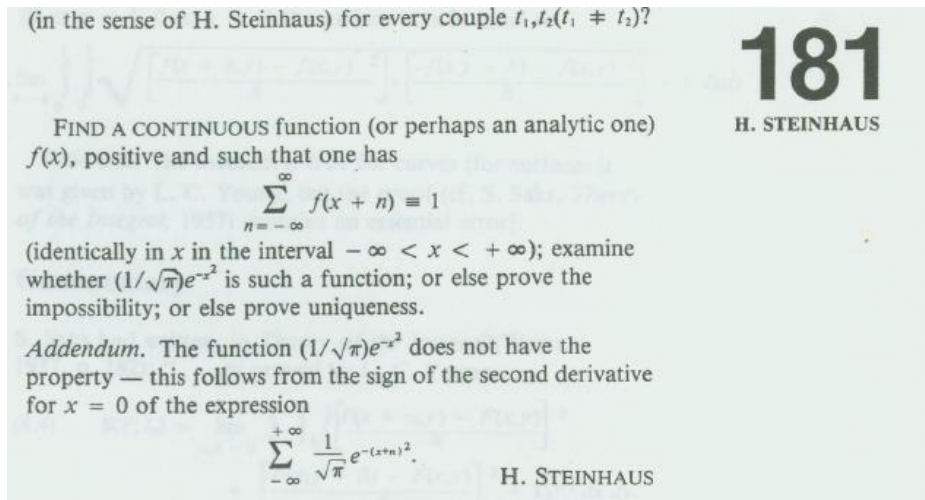 (in the sense of H. Steinhaus) for every couple t₁,t₂(t₁ ≠ t₂)?
181
H. STEINHAUS
FIND A CONTINUOUS function (or perhaps an analytic one)
f(x), positive and such that one has
∞
∑ f(x + n) ≡ 1
n = - ∞
(identically in x in the interval − ∞ < x < + ∞); examine
whether (1/√π)e^{-x²} is such a function; or else prove the
impossibility; or else prove uniqueness.
Addendum. The function (1/√π)e^{-x²} does not have the
property — this follows from the sign of the second derivative
for x = 0 of the expression
+ ∞
∑ 1/√π e^{-(x+n)²}.
- ∞
H. STEINHAUS